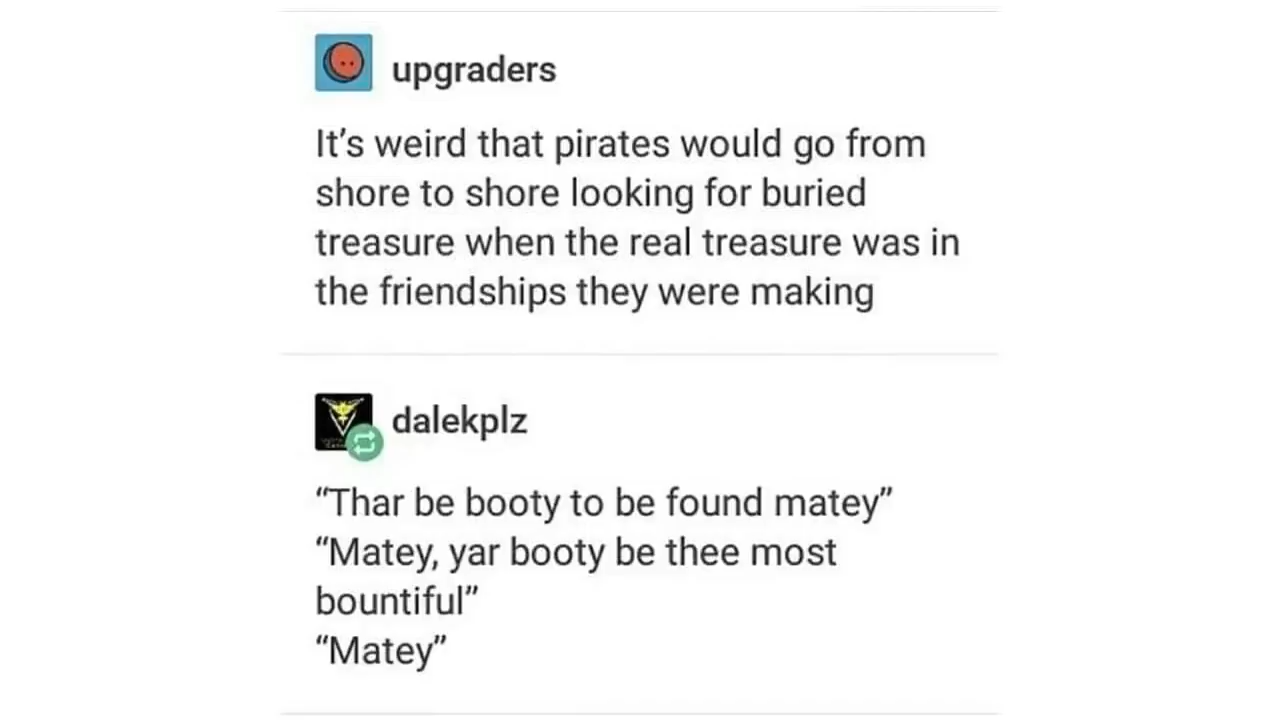 upgraders
It’s weird that pirates would go from
shore to shore looking for buried
treasure when the real treasure was in
the friendships they were making
dalekplz
“Thar be booty to be found matey”
“Matey, yar booty be thee most
bountiful”
“Matey”